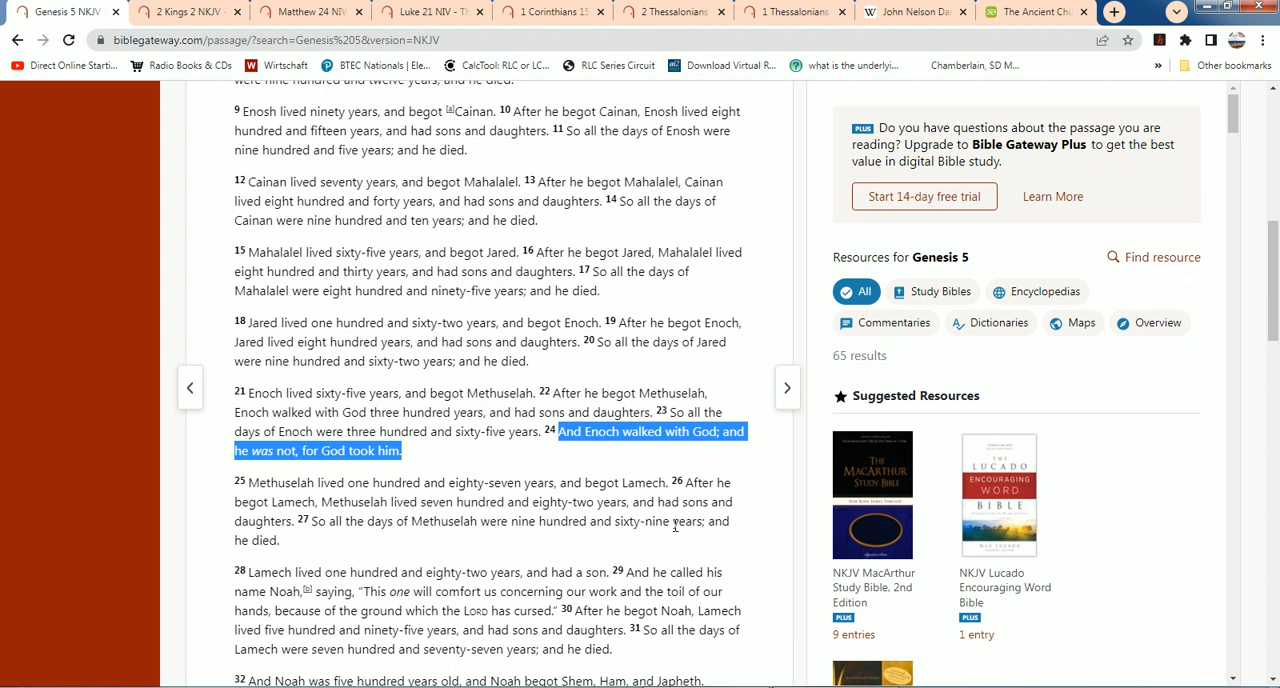 Genesis 5 NKJV -
2 Kings 2 NKJV -
Matthew 24 NIV
Luke 21 NIV - Tr
1 Corinthians 15
2 Thessalonians
1 Thessalonians
John Nelson Da
The Ancient Chu
biblegateway.com/passage/?search=Genesis%205&version=NKJV
Direct Online Starti...
Radio Books & CDs
Wirtschaft
BTEC Nationals | Ele...
CalcTool: RLC or LC...
RLC Series Circuit
Download Virtual R...
what is the underlyi...
Chamberlain, SD M...
»
Other bookmarks
were nine hundred and twelve years; and he died.
9 Enosh lived ninety years, and begot [a]Cainan. 10 After he begot Cainan, Enosh lived eight
hundred and fifteen years, and had sons and daughters. 11 So all the days of Enosh were
nine hundred and five years; and he died.
12 Cainan lived seventy years, and begot Mahalalel. 13 After he begot Mahalalel, Cainan
lived eight hundred and forty years, and had sons and daughters. 14 So all the days of
Cainan were nine hundred and ten years; and he died.
15 Mahalalel lived sixty-five years, and begot Jared. 16 After he begot Jared, Mahalalel lived
eight hundred and thirty years, and had sons and daughters. 17 So all the days of
Mahalalel were eight hundred and ninety-five years; and he died.
18 Jared lived one hundred and sixty-two years, and begot Enoch. 19 After he begot Enoch,
Jared lived eight hundred years, and had sons and daughters. 20 So all the days of Jared
were nine hundred and sixty-two years; and he died.
21 Enoch lived sixty-five years, and begot Methuselah. 22 After he begot Methuselah,
Enoch walked with God three hundred years, and had sons and daughters. 23 So all the
days of Enoch were three hundred and sixty-five years. 24 And Enoch walked with God; and
he was not, for God took him.
25 Methuselah lived one hundred and eighty-seven years, and begot Lamech. 26 After he
begot Lamech, Methuselah lived seven hundred and eighty-two years, and had sons and
daughters. 27 So all the days of Methuselah were nine hundred and sixty-nine years; and
he died.
28 Lamech lived one hundred and eighty-two years, and had a son. 29 And he called his
name Noah,[b] saying, “This one will comfort us concerning our work and the toil of our
hands, because of the ground which the LORD has cursed.” 30 After he begot Noah, Lamech
lived five hundred and ninety-five years, and had sons and daughters. 31 So all the days of
Lamech were seven hundred and seventy-seven years; and he died.
32 And Noah was five hundred years old, and Noah begot Shem, Ham, and Japheth.
PLUS Do you have questions about the passage you are
reading? Upgrade to Bible Gateway Plus to get the best
value in digital Bible study.
Start 14-day free trial
Learn More
Resources for Genesis 5
Find resource
All
Study Bibles
Encyclopedias
Commentaries
Dictionaries
Maps
Overview
65 results
Suggested Resources
THE
MACARTHUR
STUDY BIBLE
THE
LUCADO
ENCOURAGING
WORD
BIBLE
MAX LUCADO
NKJV MacArthur
Study Bible, 2nd
Edition
PLUS
9 entries
NKJV Lucado
Encouraging Word
Bible
PLUS
1 entry